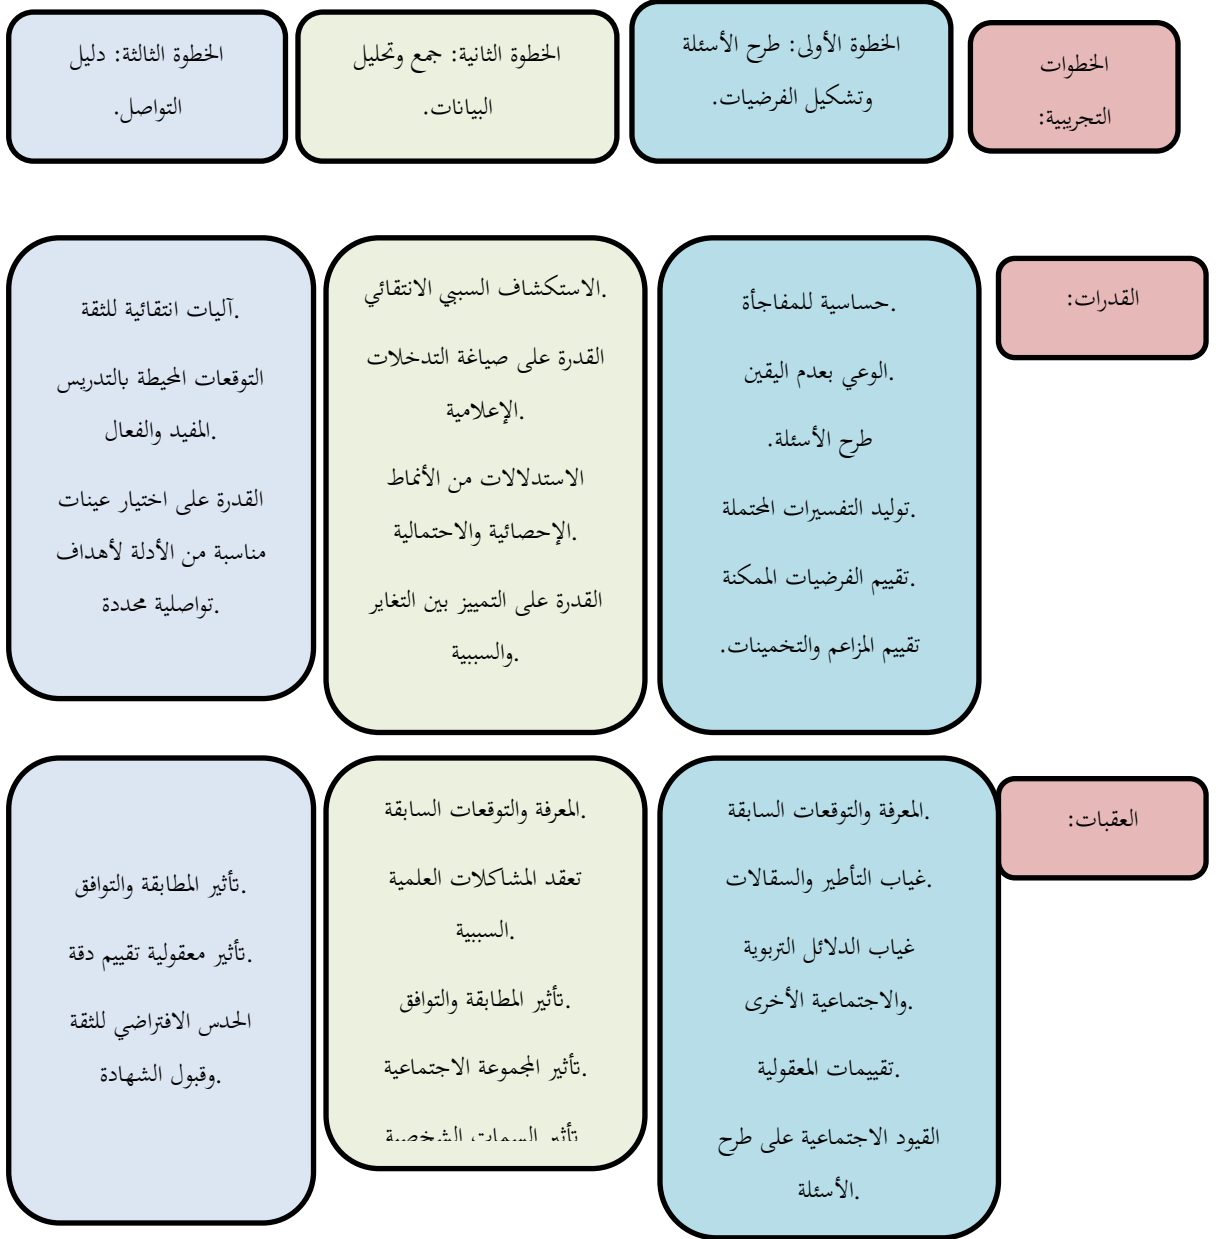 الخطوات
التجريبية:
الخطوة الأولى: طرح الأسئلة
وتشكيل الفرضيات.
الخطوة الثانية: جمع وتحليل
البيانات.
الخطوة الثالثة: دليل
التواصل.
القدرات:
.حساسية للمفاجأة
.الوعي بعدم اليقين
طرح الأسئلة.
.توليد التفسيرات المحتملة
.تقييم الفرضيات الممكنة
تقييم المزاعم والتخمينات.
.الاستكشاف السببي الانتقائي
القدرة على صياغة التدخلات
.الإعلامية
الاستدلالات من الأنماط
.الإحصائية والاحتمالية
القدرة على التمييز بين التغاير
.والسببية
.آليات انتقائية للثقة
التوقعات المحيطة بالتدريس
.المفيد والفعال
القدرة على اختيار عينات
مناسبة من الأدلة لأهداف
.تواصلية محددة
العقبات:
.المعرفة والتوقعات السابقة
.غياب التأطير والسقالات
غياب الدلائل التربوية
.والاجتماعية الأخرى
.تقييمات المعقولية
القيود الاجتماعية على طرح
.الأسئلة
.المعرفة والتوقعات السابقة
تعقد المشاكلات العلمية
.السببية
.تأثير المطابقة والتوافق
.تأثير المجموعة الاجتماعية
تأثير السمات الشخصية
.تأثير المطابقة والتوافق
.تأثير معقولية تقييم دقة
الحدس الافتراضي للثقة
.وقبول الشهادة